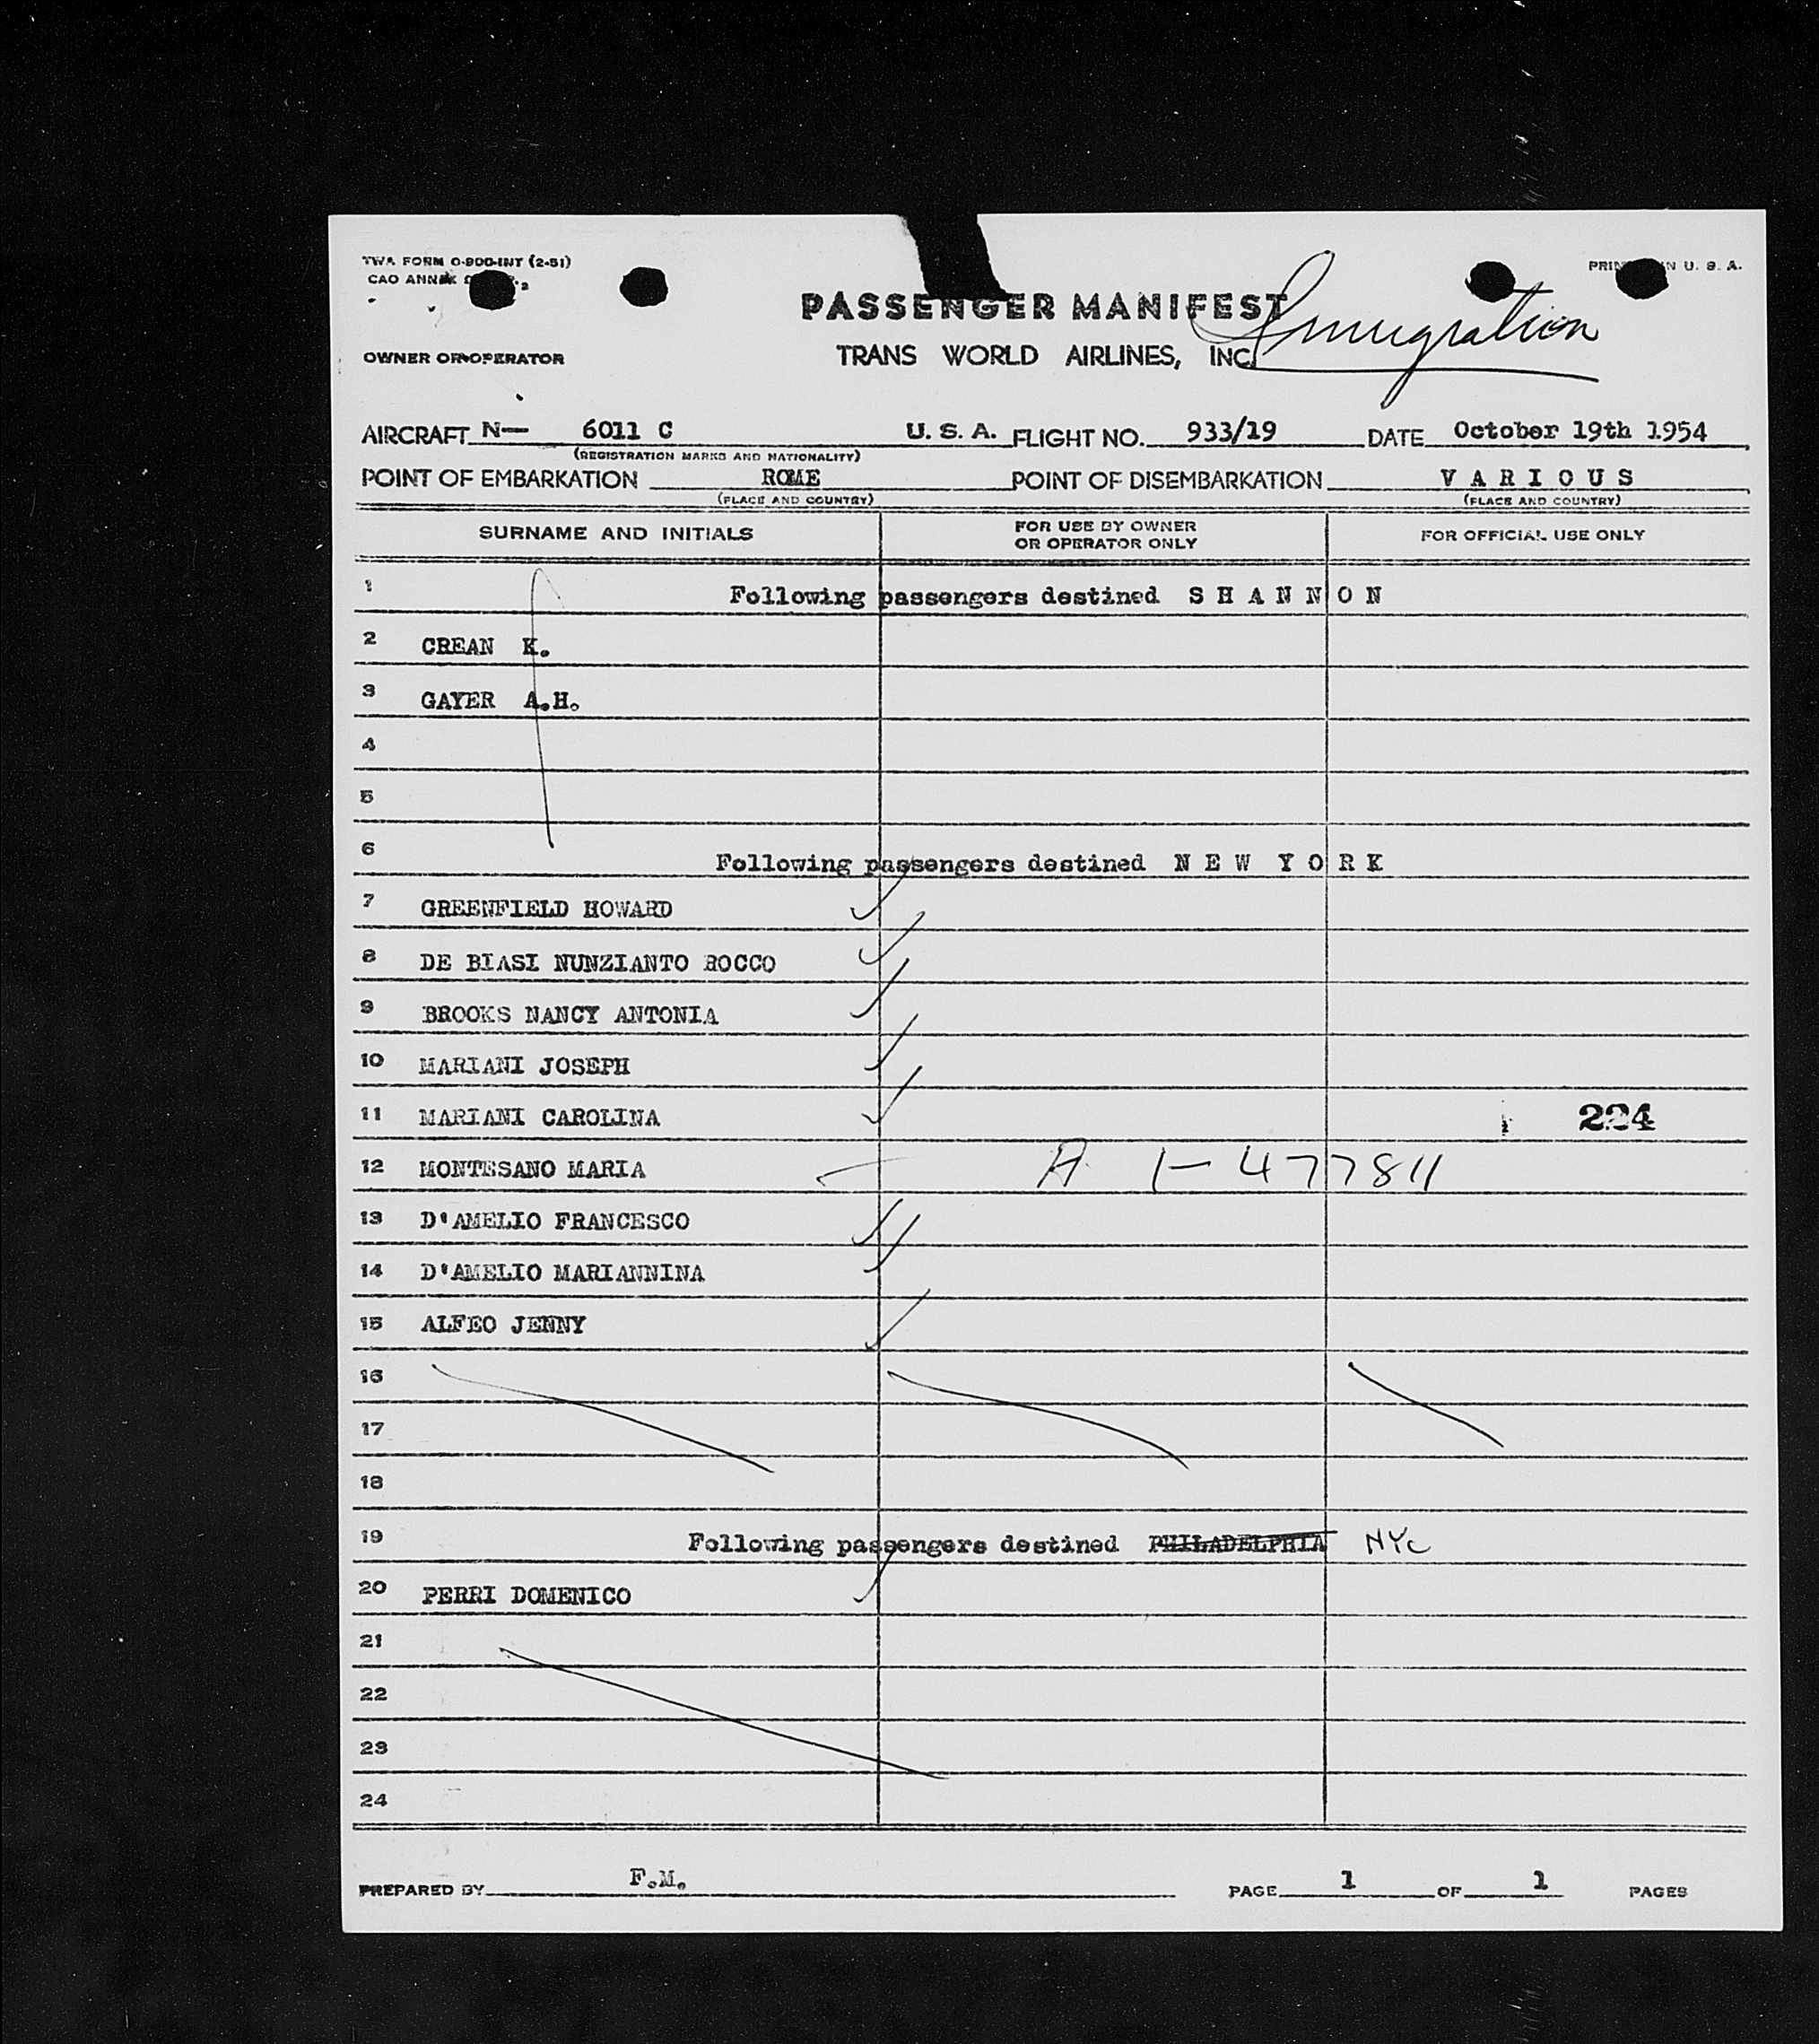 TWA FORM O-900-INT (2-51)
CAO ANNEX
PRIN IN U. S. A.
PASSENGER MANIFEST
Immigration
OWNER OR OPERATOR
TRANS WORLD AIRLINES, INC.
AIRCRAFT N— 6011 C U. S. A. FLIGHT NO. 933/19 DATE October 19th 1954
(REGISTRATION MARKS AND NATIONALITY)
POINT OF EMBARKATION ROME POINT OF DISEMBARKATION V A R I O U S
(PLACE AND COUNTRY) (PLACE AND COUNTRY)
SURNAME AND INITIALS FOR USE BY OWNER OR OPERATOR ONLY FOR OFFICIAL USE ONLY
1 Following passengers destined S H A N N O N
2 CREAN K.
3 GAYER A.H.
4
5
6 Following passengers destined N E W Y O R K
7 GREENFIELD HOWARD
8 DE BIASI NUNZIANTO ROCCO
9 BROOKS NANCY ANTONIA
10 MARIANI JOSEPH
11 MARIANI CAROLINA 224
12 MONTESANO MARIA A 1-477811
13 D'AMELIO FRANCESCO
14 D'AMELIO MARIANNINA
15 ALFEO JENNY
16
17
18
19 Following passengers destined PHILADELPHIA NYC
20 PERRI DOMENICO
21
22
23
24
PREPARED BY F.M. PAGE 1 OF 1 PAGES